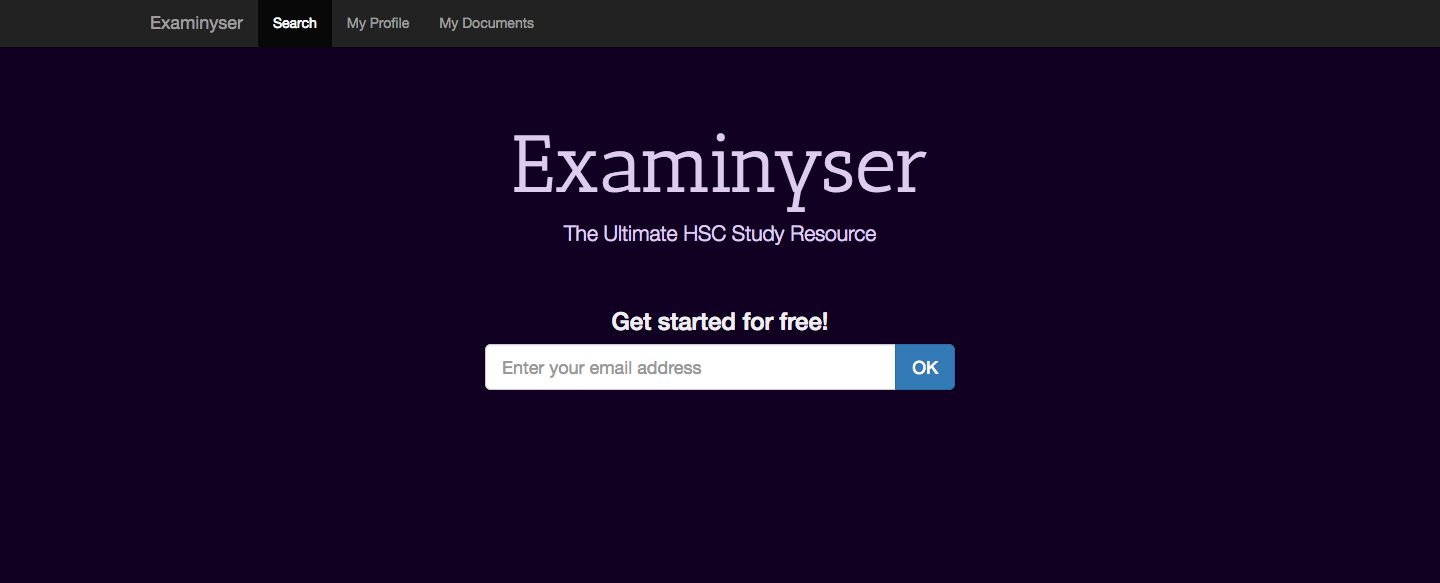 Examinyser Search My Profile My Documents
Examinyser
The Ultimate HSC Study Resource
Get started for free!
Enter your email address OK